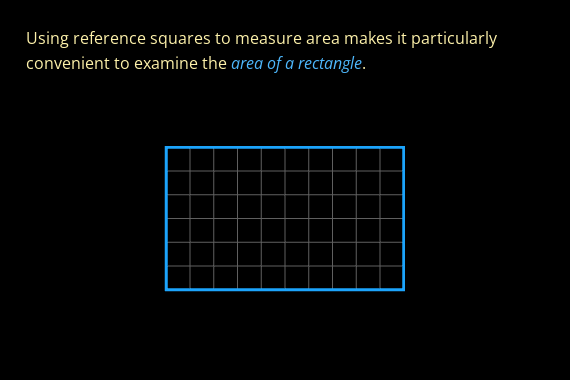 Using reference squares to measure area makes it particularly
convenient to examine the area of a rectangle.